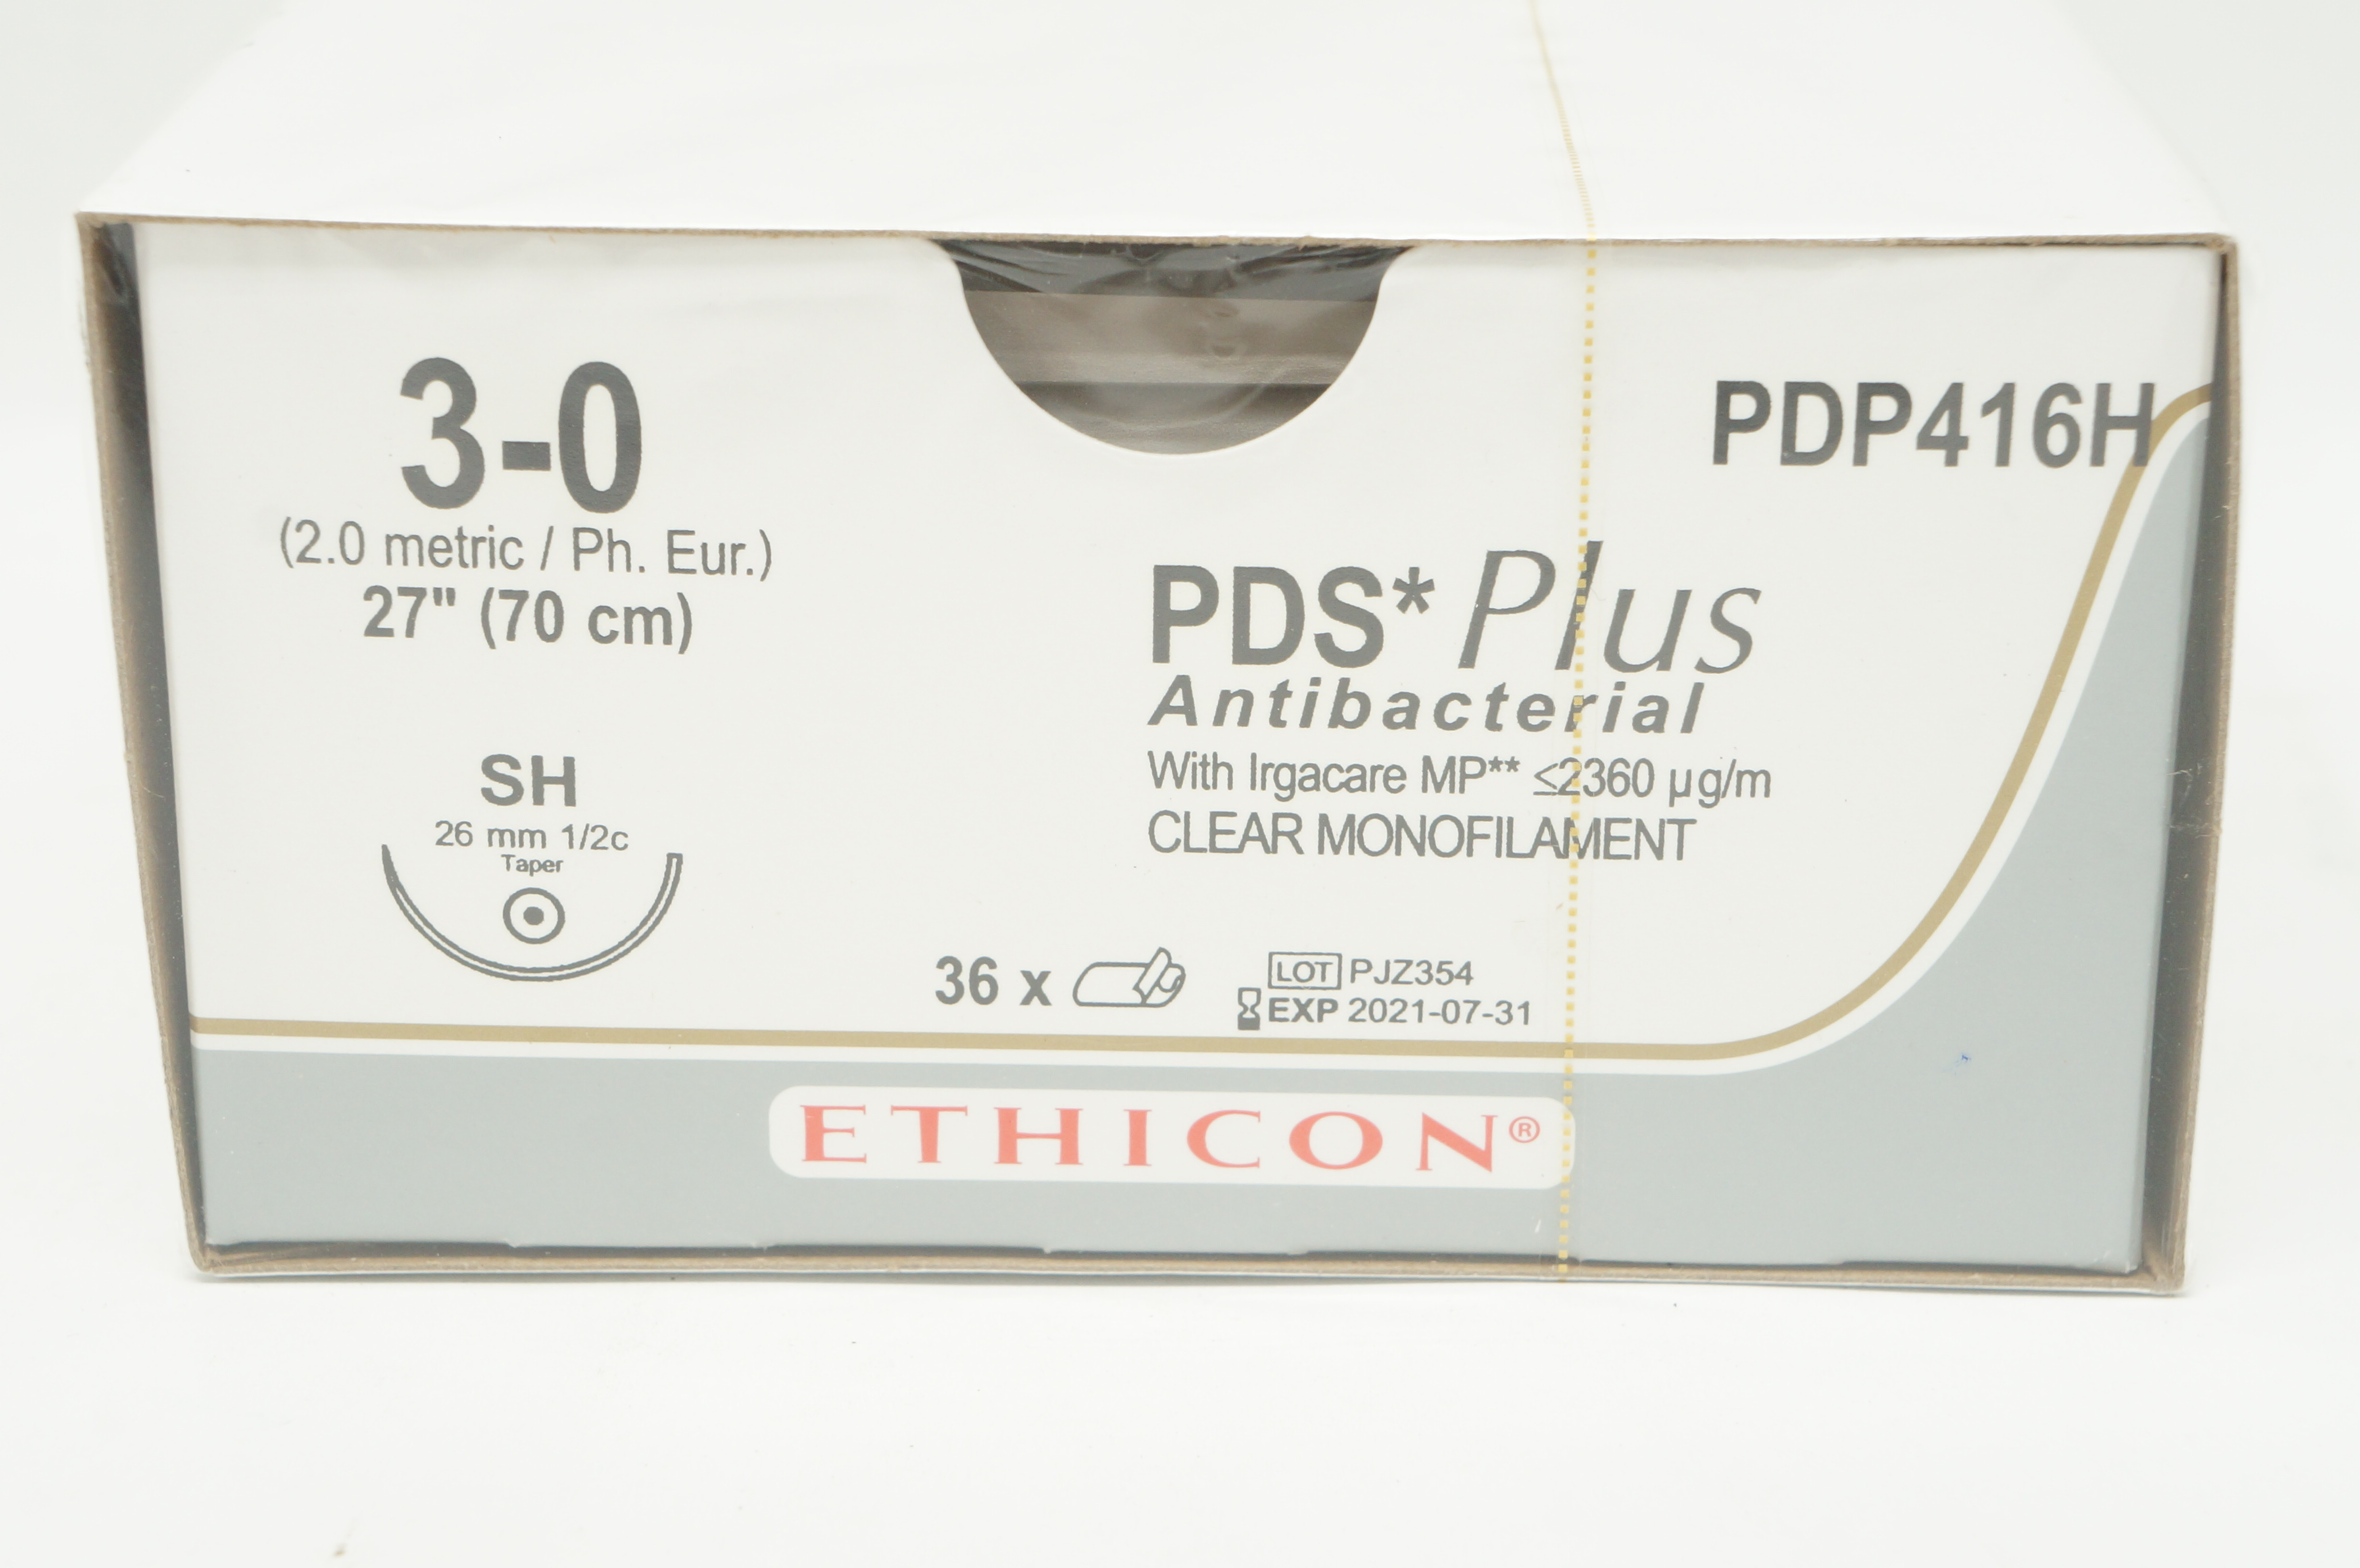 3-0
(2.0 metric / Ph. Eur.)
27" (70 cm)
SH
26 mm 1/2c
Taper
PDP416H
PDS* Plus
Antibacterial
With Irgacare MP** ≤2360 µg/m
CLEAR MONOFILAMENT
36 x
LOT PJZ354
EXP 2021-07-31
ETHICON®